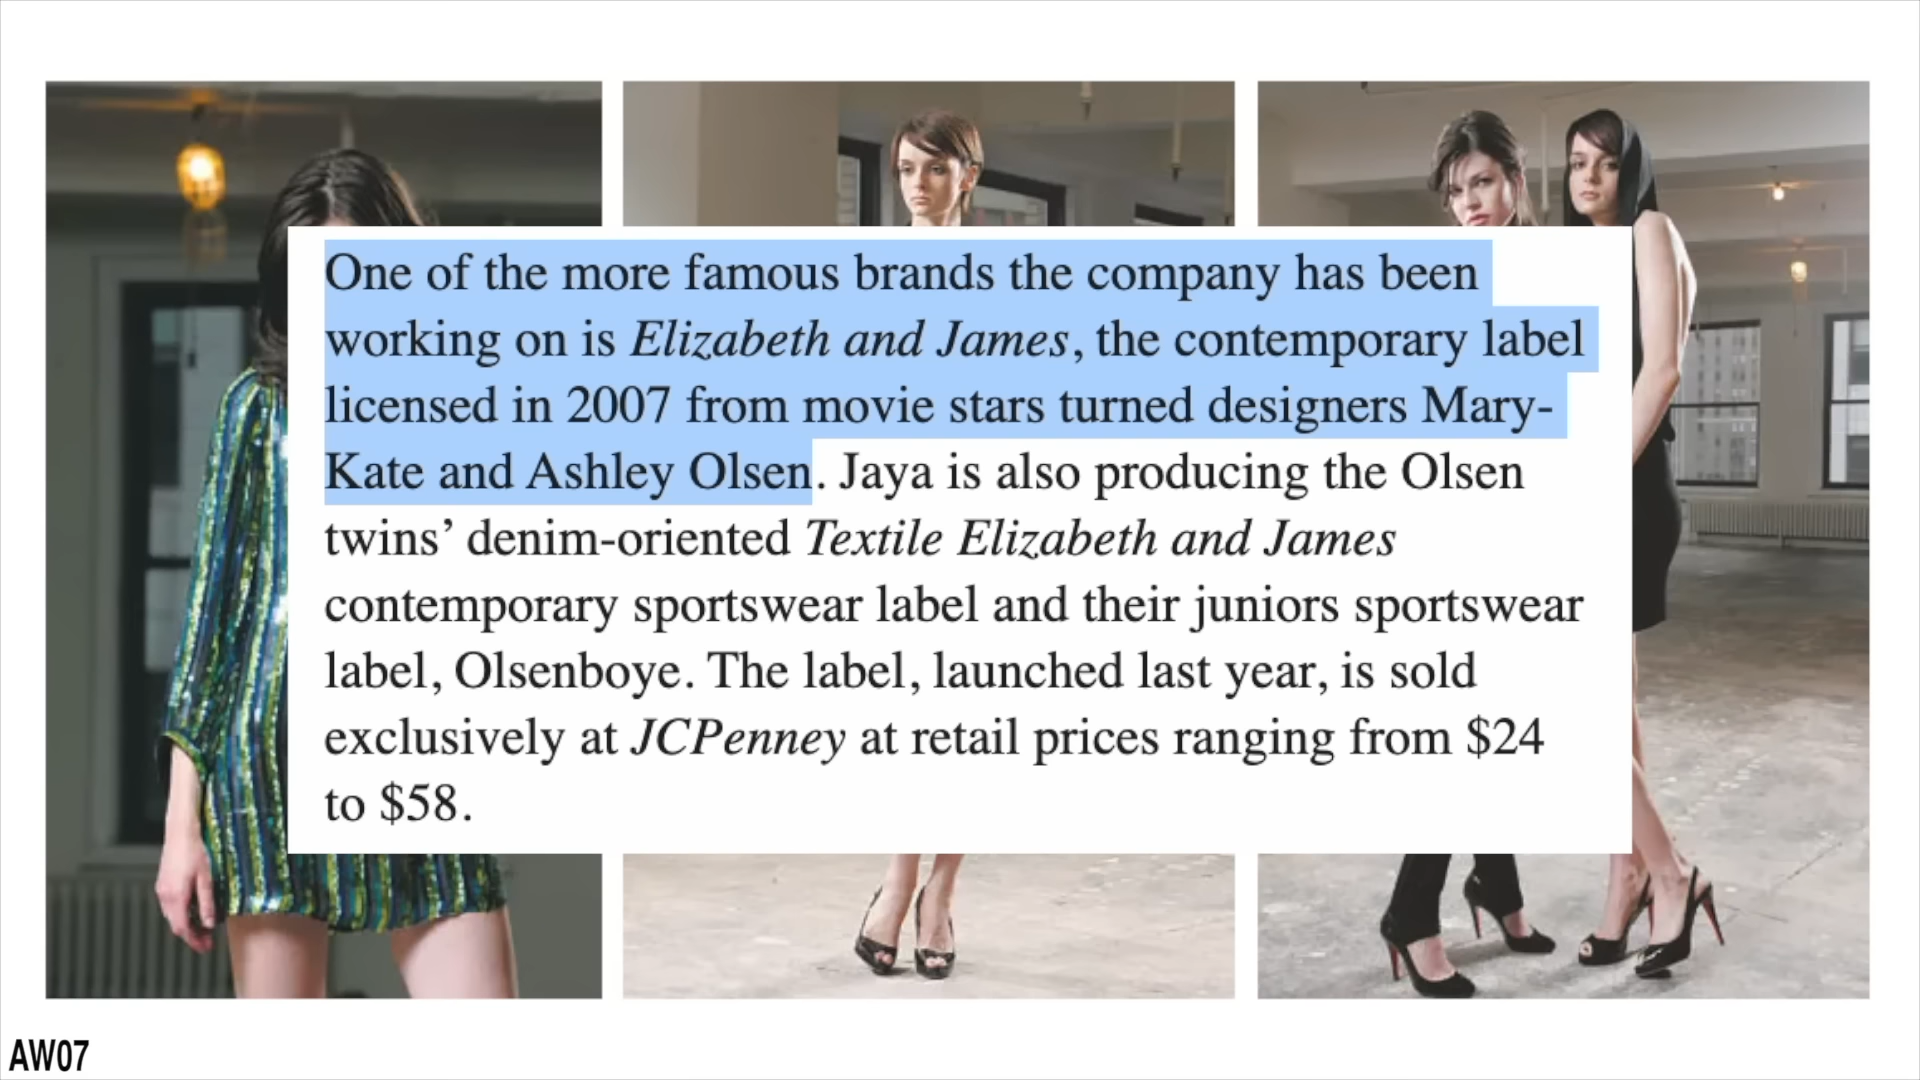 One of the more famous brands the company has been
working on is Elizabeth and James, the contemporary label
licensed in 2007 from movie stars turned designers Mary-
Kate and Ashley Olsen. Jaya is also producing the Olsen
twins’ denim-oriented Textile Elizabeth and James
contemporary sportswear label and their juniors sportswear
label, Olsenboye. The label, launched last year, is sold
exclusively at JCPenney at retail prices ranging from $24
to $58.
AW07